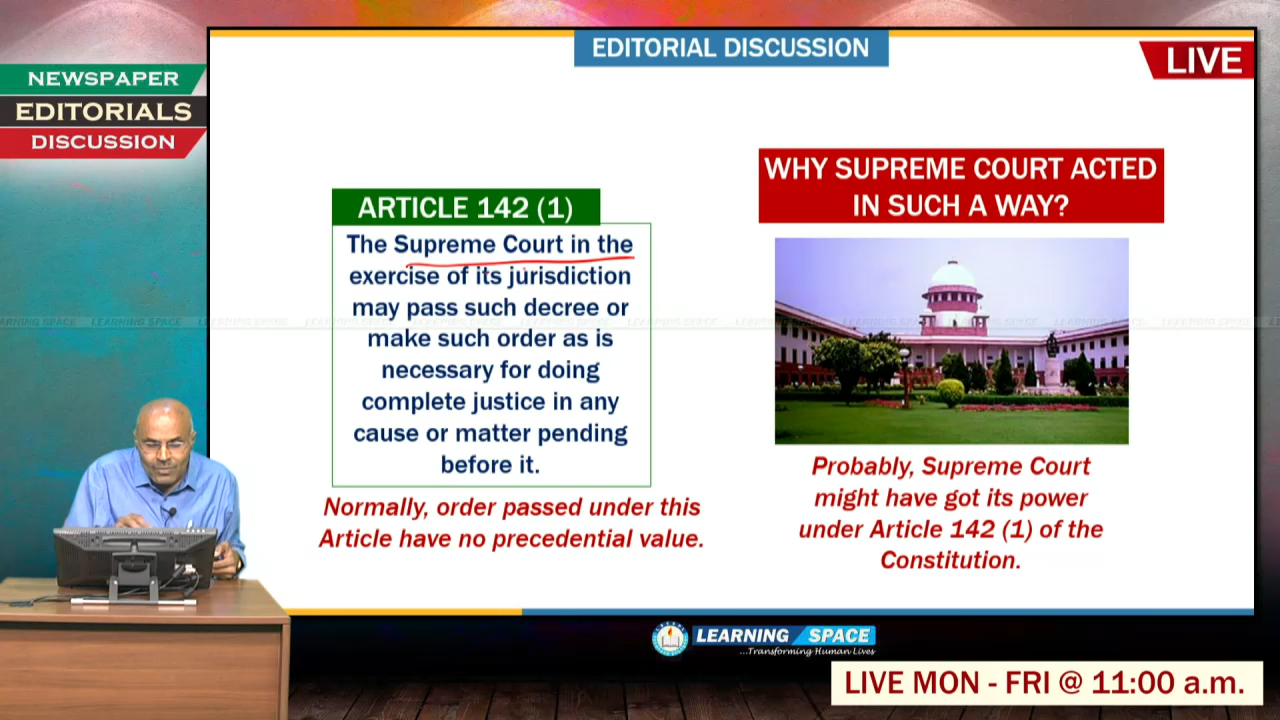 EDITORIAL DISCUSSION
LIVE
NEWSPAPER
EDITORIALS
DISCUSSION
ARTICLE 142 (1)
The Supreme Court in the
exercise of its jurisdiction
may pass such decree or
make such order as is
necessary for doing
complete justice in any
cause or matter pending
before it.
Normally, order passed under this
Article have no precedential value.
WHY SUPREME COURT ACTED
IN SUCH A WAY?
Probably, Supreme Court
might have got its power
under Article 142 (1) of the
Constitution.
LEARNING SPACE
...Transforming Human Lives
LIVE MON - FRI @ 11:00 a.m.